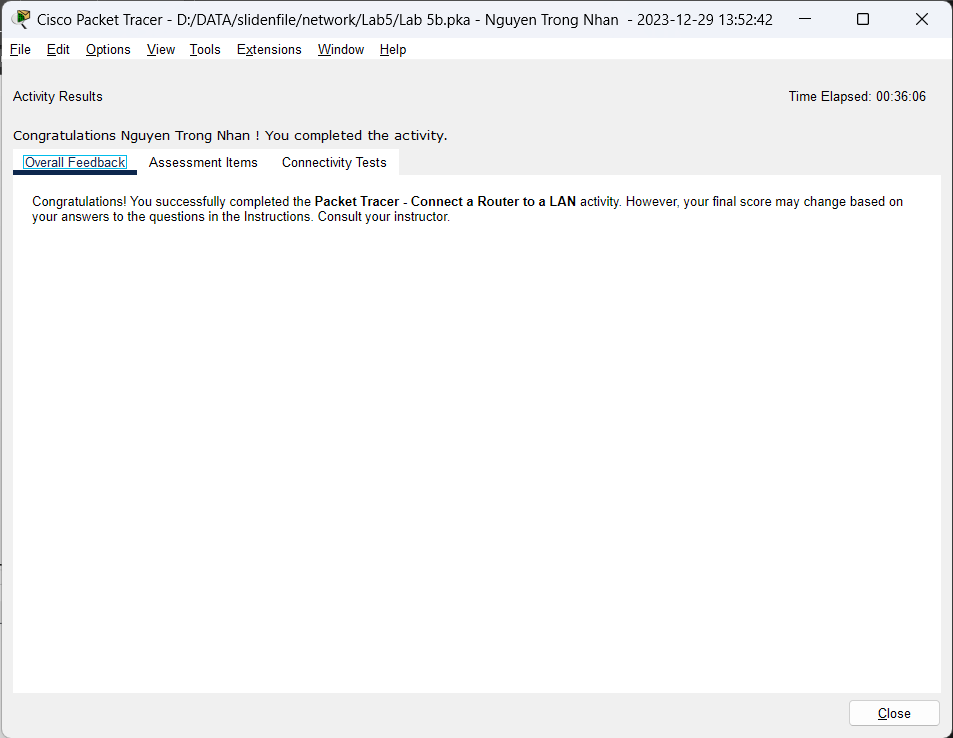 Cisco Packet Tracer - D:/DATA/slidenfile/network/Lab5/Lab 5b.pka - Nguyen Trong Nhan - 2023-12-29 13:52:42
File Edit Options View Tools Extensions Window Help
Activity Results Time Elapsed: 00:36:06
Congratulations Nguyen Trong Nhan ! You completed the activity.
Overall Feedback Assessment Items Connectivity Tests
Congratulations! You successfully completed the Packet Tracer - Connect a Router to a LAN activity. However, your final score may change based on
your answers to the questions in the Instructions. Consult your instructor.
Close